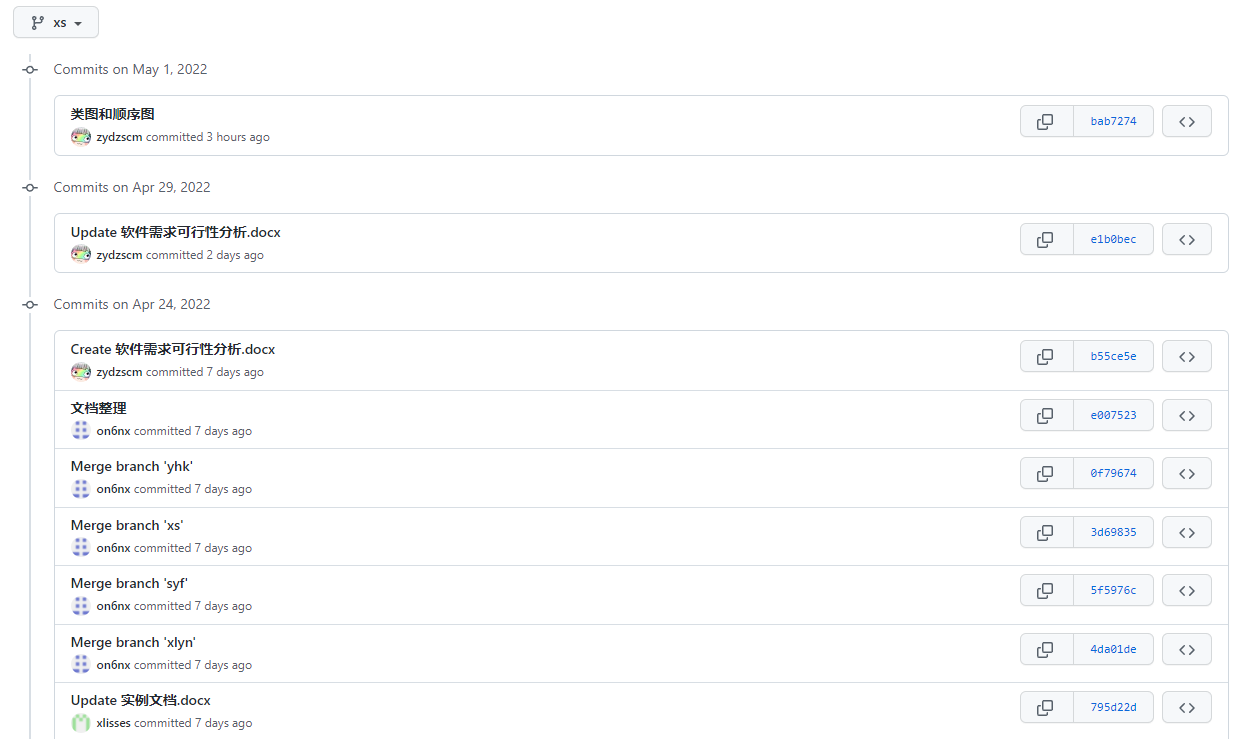 xs
Commits on May 1, 2022
类图和顺序图
bab7274
zydzscm committed 3 hours ago
Commits on Apr 29, 2022
Update 软件需求可行性分析.docx
e1b0bec
zydzscm committed 2 days ago
Commits on Apr 24, 2022
Create 软件需求可行性分析.docx
b55ce5e
zydzscm committed 7 days ago
文档整理
e007523
on6nx committed 7 days ago
Merge branch 'yhk'
0f79674
on6nx committed 7 days ago
Merge branch 'xs'
3d69835
on6nx committed 7 days ago
Merge branch 'syf'
5f5976c
on6nx committed 7 days ago
Merge branch 'xlyn'
4da01de
on6nx committed 7 days ago
Update 实例文档.docx
795d22d
xlisses committed 7 days ago